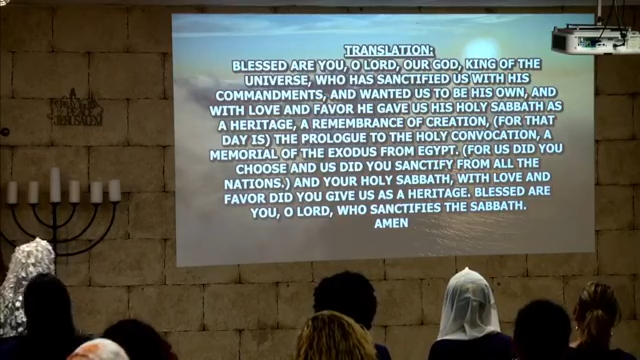 TRANSLATION:
BLESSED ARE YOU, O LORD, OUR GOD, KING OF THE
UNIVERSE, WHO HAS SANCTIFIED US WITH HIS
COMMANDMENTS, AND WANTED US TO BE HIS OWN, AND
WITH LOVE AND FAVOR HE GAVE US HIS HOLY SABBATH AS
A HERITAGE, A REMEMBRANCE OF CREATION, (FOR THAT
DAY IS) THE PROLOGUE TO THE HOLY CONVOCATION, A
MEMORIAL OF THE EXODUS FROM EGYPT. (FOR US DID YOU
CHOOSE AND US DID YOU SANCTIFY FROM ALL THE
NATIONS.) AND YOUR HOLY SABBATH, WITH LOVE AND
FAVOR DID YOU GIVE US AS A HERITAGE. BLESSED ARE
YOU, O LORD, WHO SANCTIFIES THE SABBATH.
AMEN
JERUSALEM